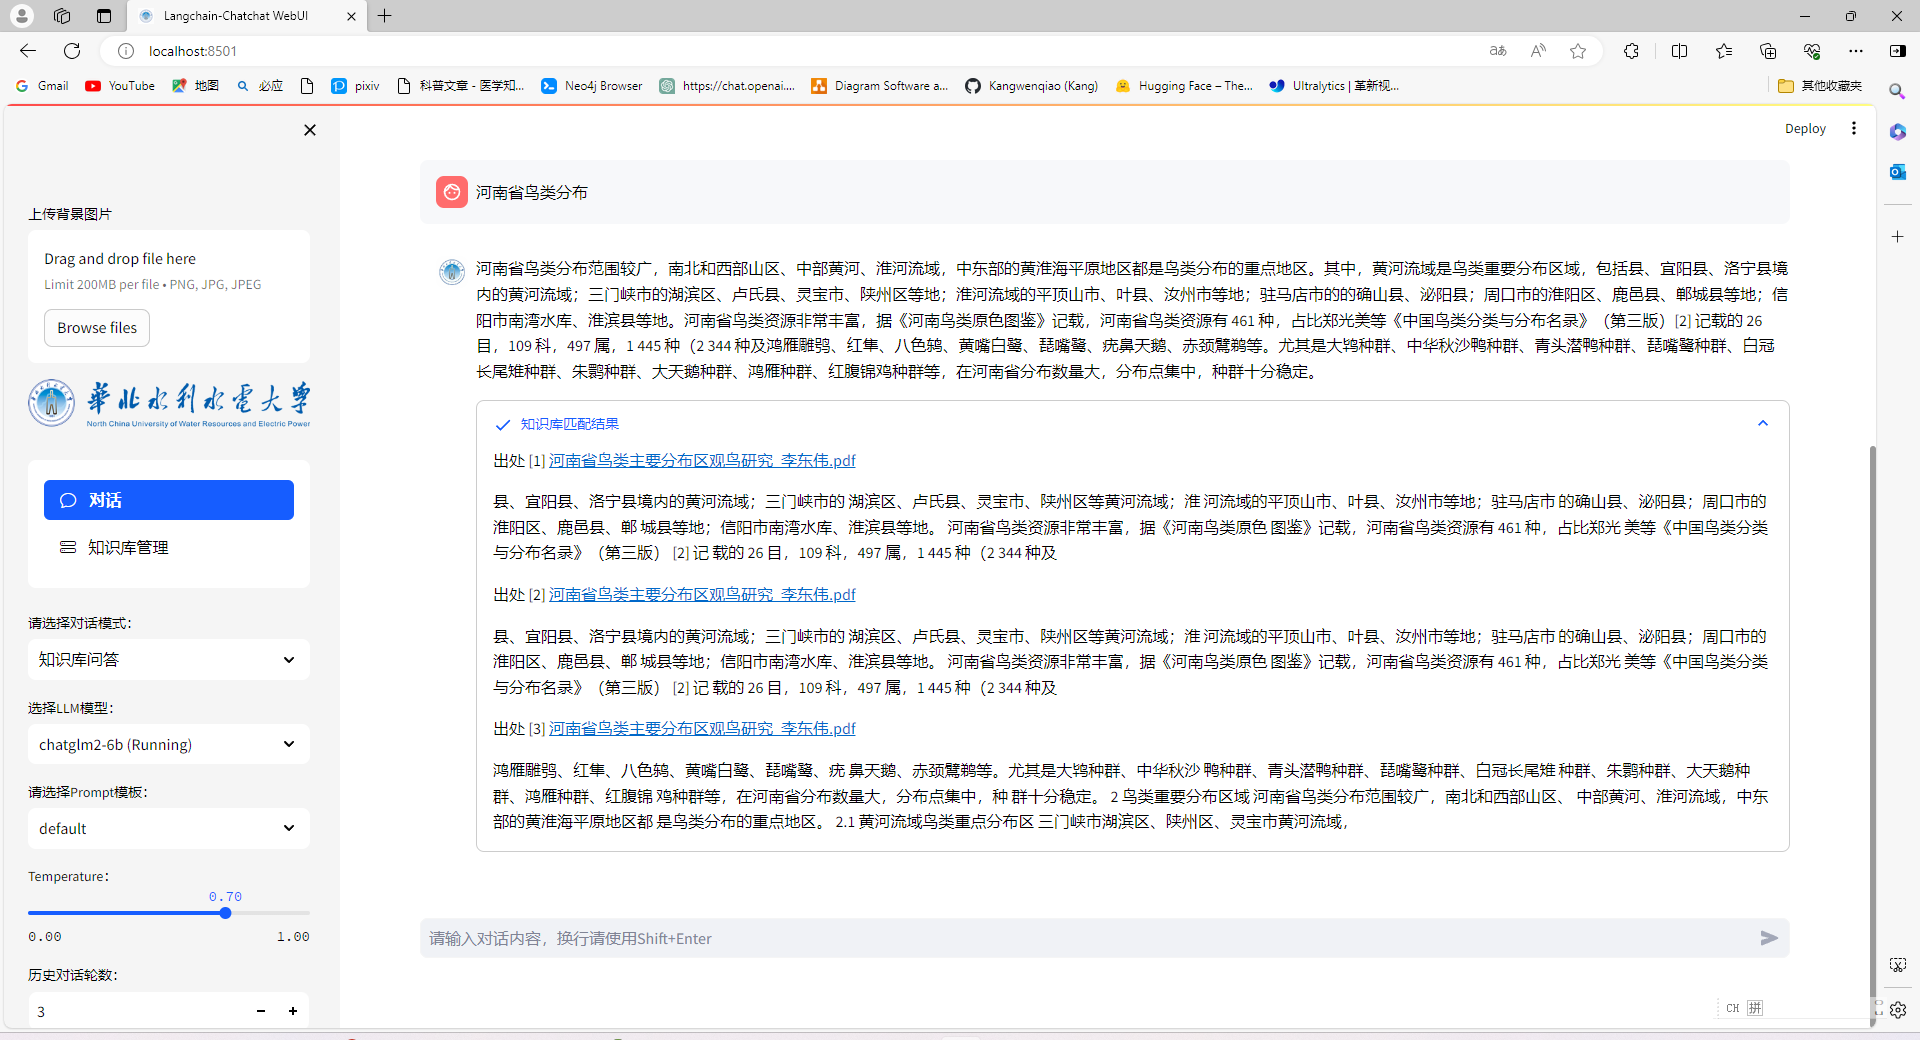 Langchain-Chatchat WebUI
localhost:8501
Gmail
YouTube
地图
必应
pixiv
科普文章 - 医学知...
Neo4j Browser
https://chat.openai....
Diagram Software a...
Kangwenqiao (Kang)
Hugging Face – The...
Ultralytics | 革新视...
其他收藏夹
Deploy
上传背景图片
Drag and drop file here
Limit 200MB per file • PNG, JPG, JPEG
Browse files
華北水利水電大學
North China University of Water Resources and Electric Power
对话
知识库管理
请选择对话模式：
知识库问答
选择LLM模型：
chatglm2-6b (Running)
请选择Prompt模板：
default
Temperature：
0.70
0.00
1.00
历史对话轮数：
3
河南省鸟类分布
河南省鸟类分布范围较广，南北和西部山区、中部黄河、淮河流域，中东部的黄淮海平原地区都是鸟类分布的重点地区。其中，黄河流域是鸟类重要分布区域，包括县、宜阳县、洛宁县境
内的黄河流域；三门峡市的湖滨区、卢氏县、灵宝市、陕州区等地；淮河流域的平顶山市、叶县、汝州市等地；驻马店市的的确山县、泌阳县；周口市的淮阳区、鹿邑县、郸城县等地；信
阳市南湾水库、淮滨县等地。河南省鸟类资源非常丰富，据《河南鸟类原色图鉴》记载，河南省鸟类资源有 461 种，占比郑光美等《中国鸟类分类与分布名录》（第三版）[2] 记载的 26
目，109 科，497 属，1 445 种（2 344 种及鸿雁雕鸮、红隼、八色鸫、黄嘴白鹭、琵嘴鹭、疣鼻天鹅、赤颈鸊鹈等。尤其是大鸨种群、中华秋沙鸭种群、青头潜鸭种群、琵嘴鹭种群、白冠
长尾雉种群、朱鹮种群、大天鹅种群、鸿雁种群、红腹锦鸡种群等，在河南省分布数量大，分布点集中，种群十分稳定。
知识库匹配结果
出处 [1] 河南省鸟类主要分布区观鸟研究_李东伟.pdf
县、宜阳县、洛宁县境内的黄河流域；三门峡市的 湖滨区、卢氏县、灵宝市、陕州区等黄河流域；淮 河流域的平顶山市、叶县、汝州市等地；驻马店市 的确山县、泌阳县；周口市的
淮阳区、鹿邑县、郸 城县等地；信阳市南湾水库、淮滨县等地。 河南省鸟类资源非常丰富，据《河南鸟类原色 图鉴》记载，河南省鸟类资源有 461 种，占比郑光 美等《中国鸟类分类
与分布名录》（第三版） [2] 记 载的 26 目，109 科，497 属，1 445 种（2 344 种及
出处 [2] 河南省鸟类主要分布区观鸟研究_李东伟.pdf
县、宜阳县、洛宁县境内的黄河流域；三门峡市的 湖滨区、卢氏县、灵宝市、陕州区等黄河流域；淮 河流域的平顶山市、叶县、汝州市等地；驻马店市 的确山县、泌阳县；周口市的
淮阳区、鹿邑县、郸 城县等地；信阳市南湾水库、淮滨县等地。 河南省鸟类资源非常丰富，据《河南鸟类原色 图鉴》记载，河南省鸟类资源有 461 种，占比郑光 美等《中国鸟类分类
与分布名录》（第三版） [2] 记 载的 26 目，109 科，497 属，1 445 种（2 344 种及
出处 [3] 河南省鸟类主要分布区观鸟研究_李东伟.pdf
鸿雁雕鸮、红隼、八色鸫、黄嘴白鹭、琵嘴鹭、疣 鼻天鹅、赤颈鸊鹈等。尤其是大鸨种群、中华秋沙 鸭种群、青头潜鸭种群、琵嘴鹭种群、白冠长尾雉 种群、朱鹮种群、大天鹅种
群、鸿雁种群、红腹锦 鸡种群等，在河南省分布数量大，分布点集中，种 群十分稳定。 2 鸟类重要分布区域 河南省鸟类分布范围较广，南北和西部山区、 中部黄河、淮河流域，中东
部的黄淮海平原地区都 是鸟类分布的重点地区。 2.1 黄河流域鸟类重点分布区 三门峡市湖滨区、陕州区、灵宝市黄河流域，
请输入对话内容，换行请使用Shift+Enter
CH 拼